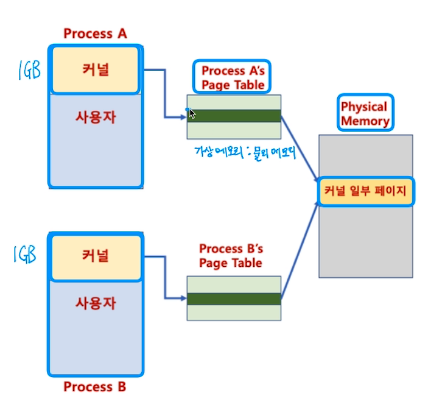 Process A
1GB
커널
사용자
Process A's
Page Table
가상메모리 : 물리메모리
Physical
Memory
커널 일부 페이지
1GB
커널
사용자
Process B's
Page Table
Process B